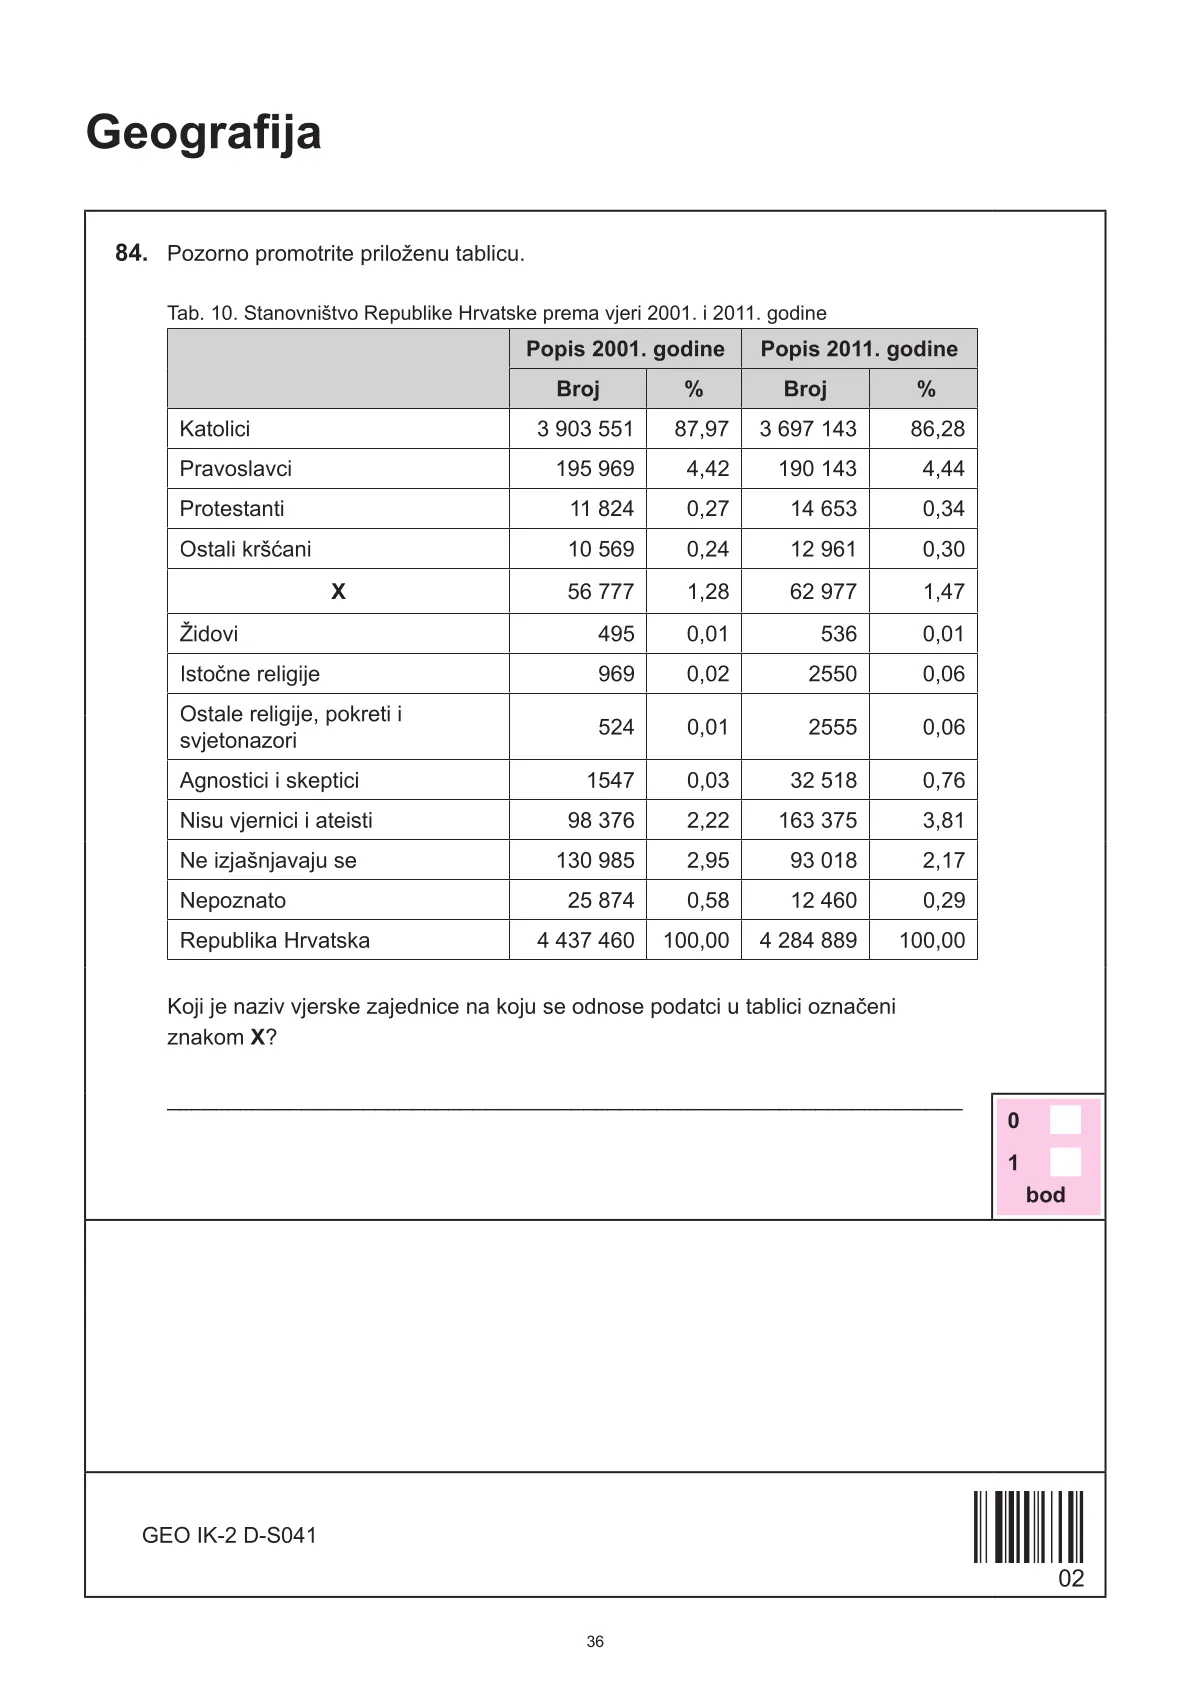 Geografija
84. Pozorno promotrite priloženu tablicu.
Tab. 10. Stanovništvo Republike Hrvatske prema vjeri 2001. i 2011. godine
Popis 2001. godine Popis 2011. godine
Broj % Broj %
Katolici 3 903 551 87,97 3 697 143 86,28
Pravoslavci 195 969 4,42 190 143 4,44
Protestanti 11 824 0,27 14 653 0,34
Ostali kršćani 10 569 0,24 12 961 0,30
X 56 777 1,28 62 977 1,47
Židovi 495 0,01 536 0,01
Istočne religije 969 0,02 2550 0,06
Ostale religije, pokreti i
svjetonazori 524 0,01 2555 0,06
Agnostici i skeptici 1547 0,03 32 518 0,76
Nisu vjernici i ateisti 98 376 2,22 163 375 3,81
Ne izjašnjavaju se 130 985 2,95 93 018 2,17
Nepoznato 25 874 0,58 12 460 0,29
Republika Hrvatska 4 437 460 100,00 4 284 889 100,00
Koji je naziv vjerske zajednice na koju se odnose podatci u tablici označeni
znakom X?
0
1
bod
GEO IK-2 D-S041
02
36